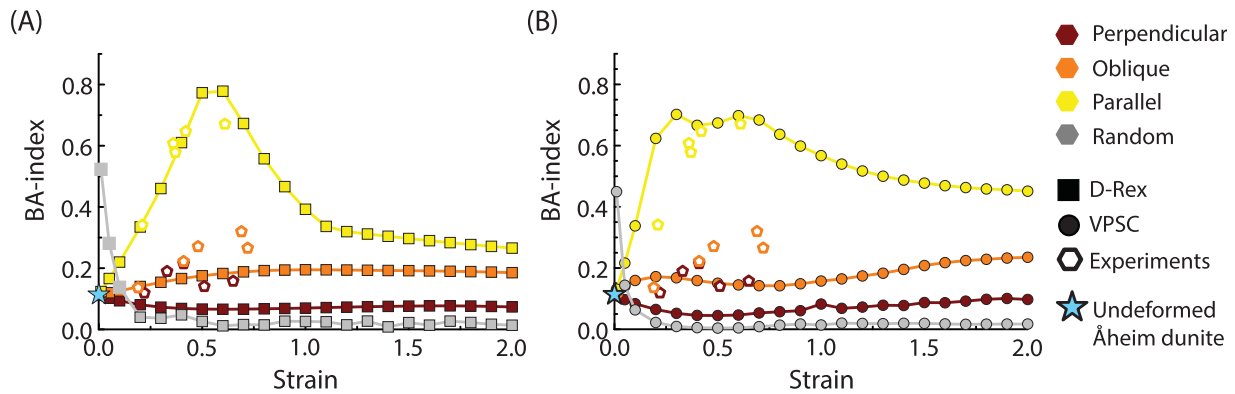 (A)
BA-index
0.8
0.6
0.4
0.2
0.0
0.0 0.5 1.0 1.5 2.0
Strain
(B)
BA-index
0.8
0.6
0.4
0.2
0.0
0.0 0.5 1.0 1.5 2.0
Strain
Perpendicular
Oblique
Parallel
Random
D-Rex
VPSC
Experiments
Undeformed
Åheim dunite